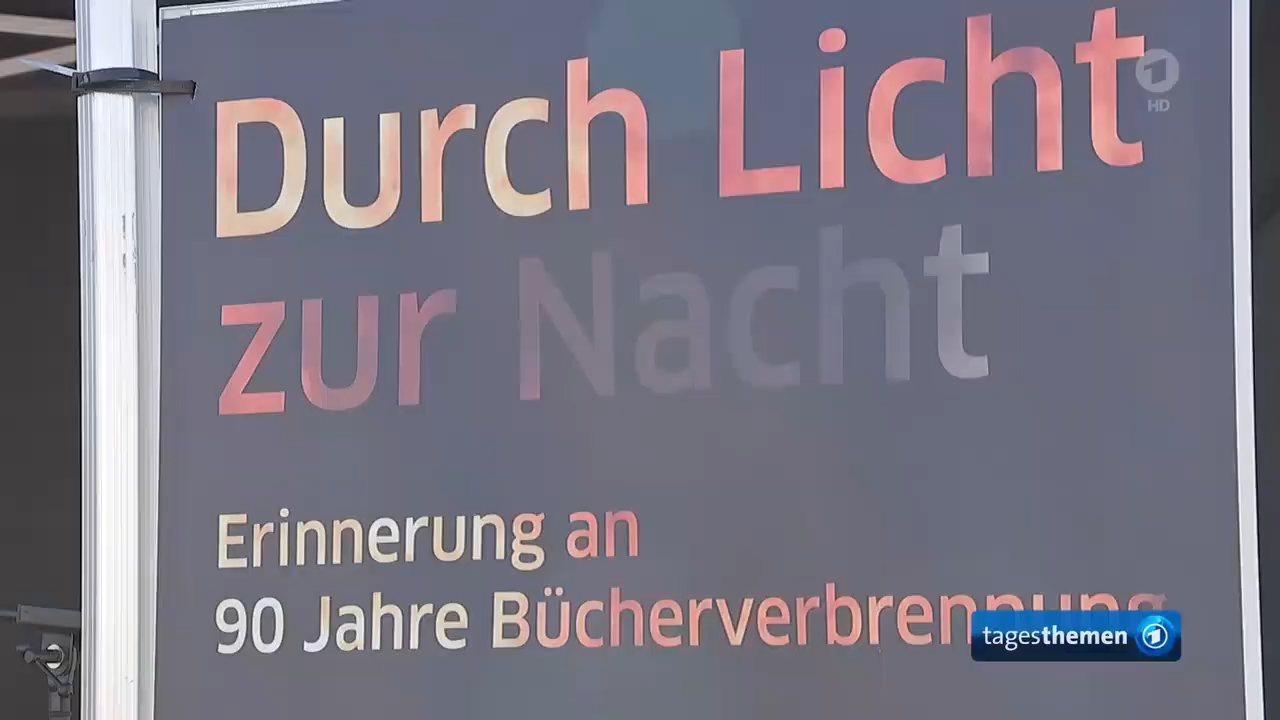 Durch Licht
zur Nacht
Erinnerung an
90 Jahre Bücherverbrennung
HD
tagesthemen